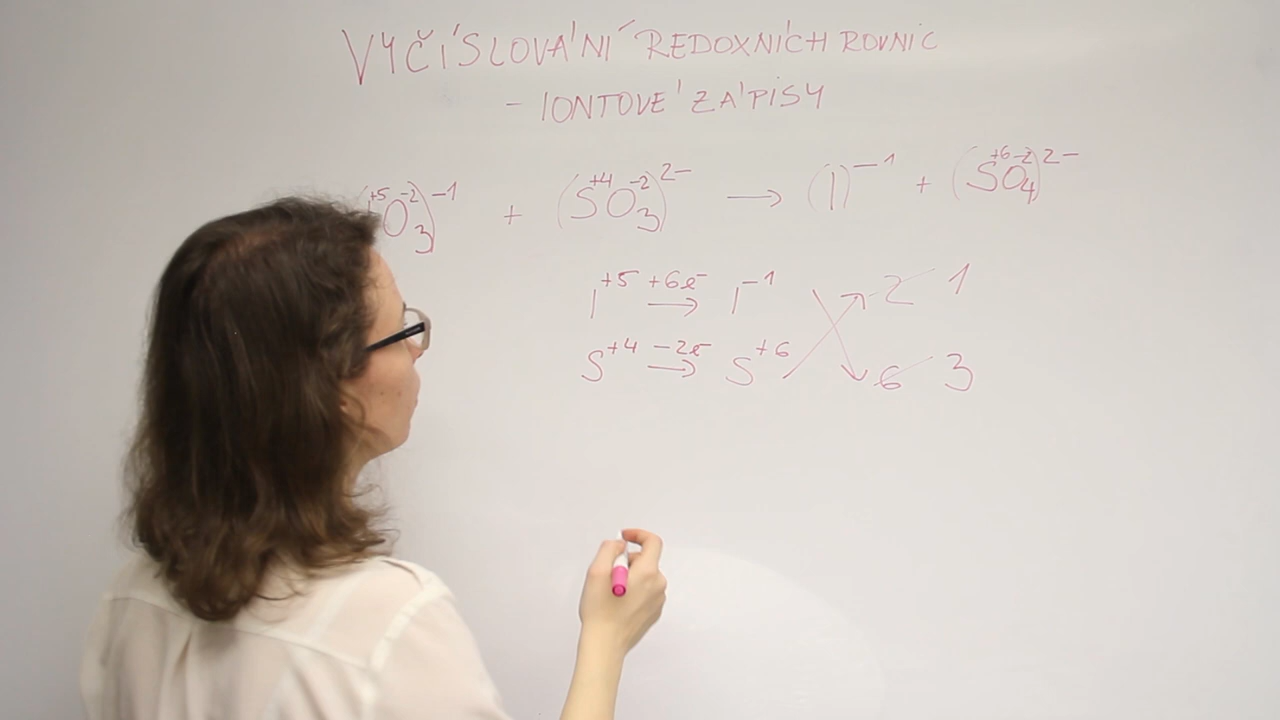 VYČÍSLOVÁNÍ REDOXNÍCH ROVNIC
- IONTOVÉ ZÁPISY
(⁺⁵O₃⁻²)⁻¹ + (S⁺⁴O₃⁻²)²⁻ → (I)⁻¹ + (S⁺⁶O₄⁻²)²⁻
I⁺⁵ +6e⁻ → I⁻¹ 2 1
S⁺⁴ -2e⁻ → S⁺⁶ 6 3